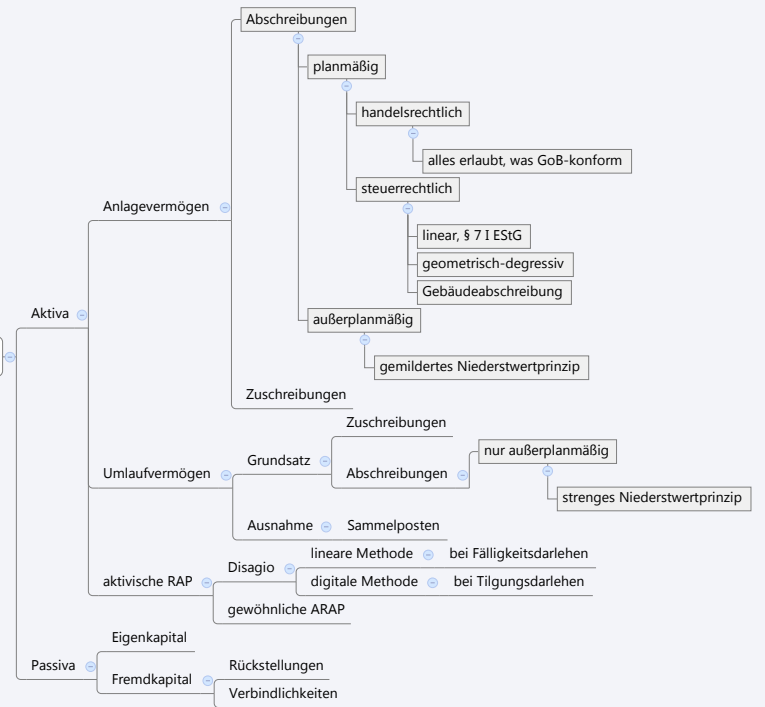 Abschreibungen
planmäßig
handelsrechtlich
alles erlaubt, was GoB-konform
steuerrechtlich
Anlagevermögen
linear, § 7 I EStG
geometrisch-degressiv
Gebäudeabschreibung
Aktiva
außerplanmäßig
gemildertes Niederstwertprinzip
Zuschreibungen
Zuschreibungen
Grundsatz
nur außerplanmäßig
Umlaufvermögen
Abschreibungen
strenges Niederstwertprinzip
Ausnahme
Sammelposten
lineare Methode
bei Fälligkeitsdarlehen
Disagio
aktivische RAP
digitale Methode
bei Tilgungsdarlehen
gewöhnliche ARAP
Eigenkapital
Passiva
Rückstellungen
Fremdkapital
Verbindlichkeiten